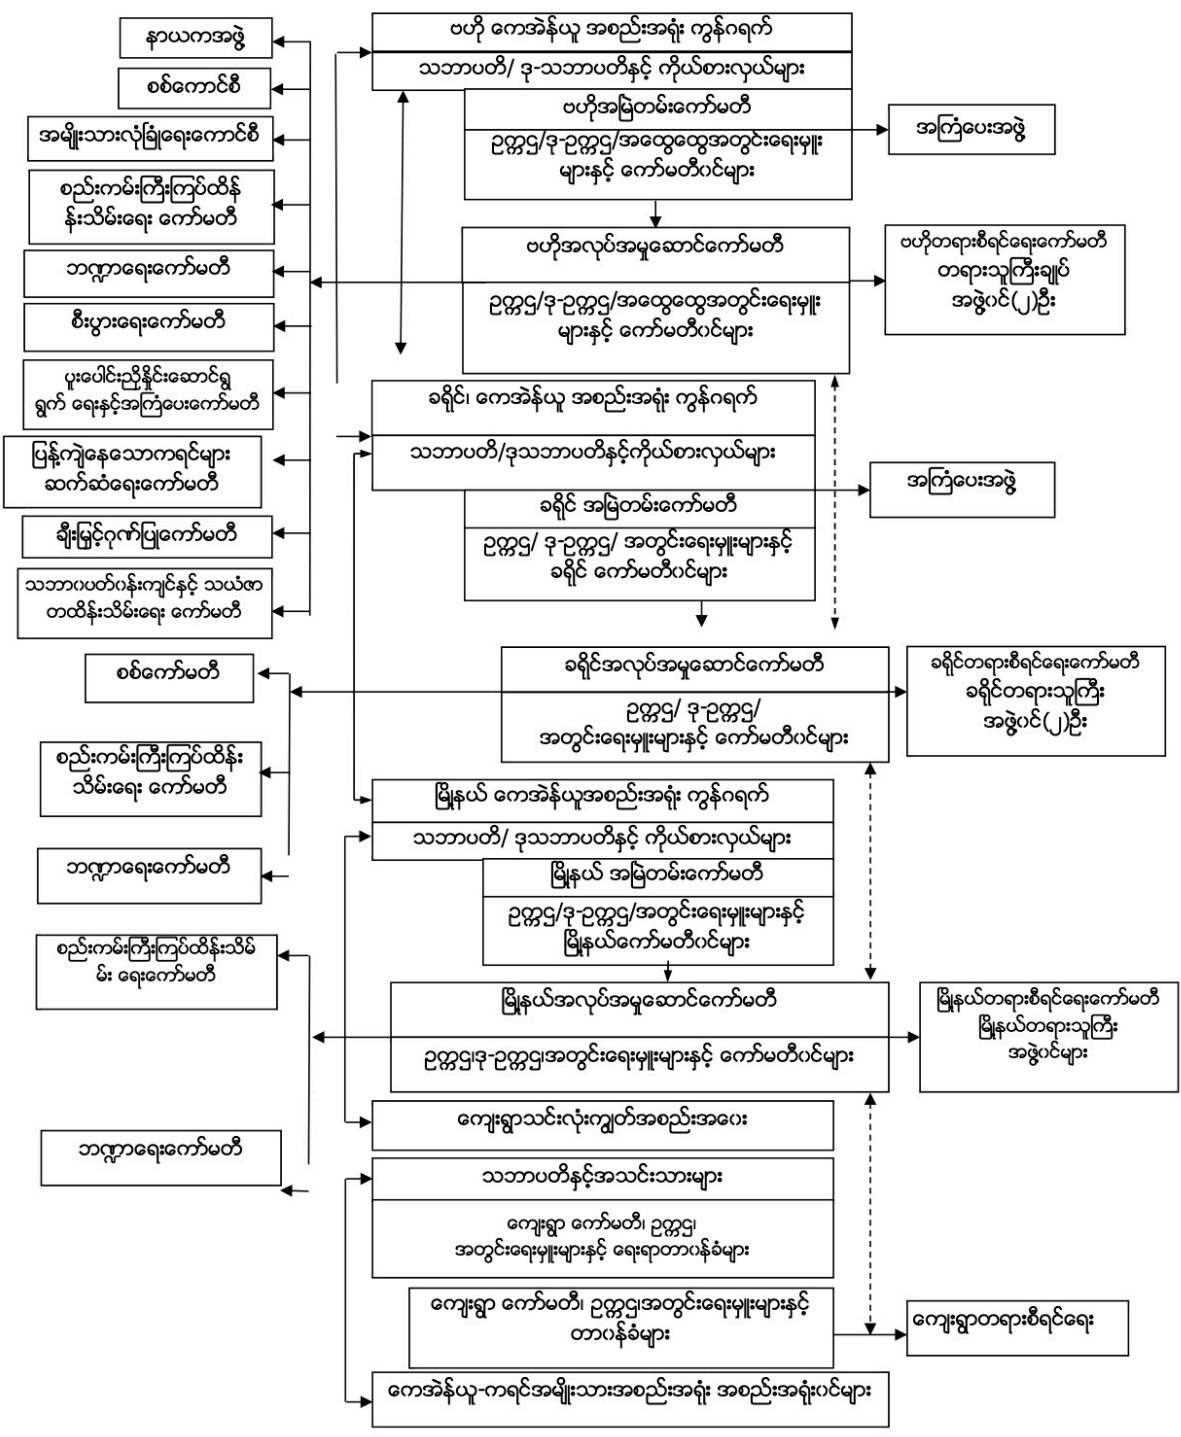 ဗဟို ကေအဲန်ယူ အစည်းအရုံး ကွန်ဂရက်
သဘာပတိ/ ဒု-သဘာပတိနှင့် ကိုယ်စားလှယ်များ
ဗဟိုအမြဲတမ်းကော်မတီ
ဥက္ကဌ/ဒု-ဥက္ကဌ/အထွေထွေအတွင်းရေးမှူး
များနှင့် ကော်မတီဝင်များ
အကြံပေးအဖွဲ့
ဗဟိုအလုပ်အမှုဆောင်ကော်မတီ
ဥက္ကဌ/ဒု-ဥက္ကဌ/အထွေထွေအတွင်းရေးမှူး
များနှင့် ကော်မတီဝင်များ
ဗဟိုတရားစီရင်ရေးကော်မတီ
တရားသူကြီးချုပ်
အဖွဲ့ဝင်(၂)ဦး
နာယကအဖွဲ့
စစ်ကောင်စီ
အမျိုးသားလုံခြုံရေးကောင်စီ
စည်းကမ်းကြီးကြပ်ထိန်
န်းသိမ်းရေး ကော်မတီ
ဘဏ္ဍာရေးကော်မတီ
စီးပွားရေးကော်မတီ
ပူးပေါင်းညှိနှိုင်းဆောင်ရွ
ရွက် ရေးနှင့်အကြံပေးကော်မတီ
ပြန့်ကျဲနေသောကရင်များ
ဆက်ဆံရေးကော်မတီ
ချီးမြှင့်ဂုဏ်ပြုကော်မတီ
သဘာဝပတ်ဝန်းကျင်နှင့် သယံဇာ
တထိန်းသိမ်းရေး ကော်မတီ
ခရိုင်၊ ကေအဲန်ယူ အစည်းအရုံး ကွန်ဂရက်
သဘာပတိ/ဒုသဘာပတိနှင့်ကိုယ်စားလှယ်များ
ခရိုင် အမြဲတမ်းကော်မတီ
ဥက္ကဌ/ ဒု-ဥက္ကဌ/ အတွင်းရေးမှူးများနှင့်
ခရိုင် ကော်မတီဝင်များ
အကြံပေးအဖွဲ့
ခရိုင်အလုပ်အမှုဆောင်ကော်မတီ
ဥက္ကဌ/ ဒု-ဥက္ကဌ/
အတွင်းရေးမှူးများနှင့် ကော်မတီဝင်များ
ခရိုင်တရားစီရင်ရေးကော်မတီ
ခရိုင်တရားသူကြီး
အဖွဲ့ဝင်(၂)ဦး
စစ်ကော်မတီ
စည်းကမ်းကြီးကြပ်ထိန်း
သိမ်းရေး ကော်မတီ
ဘဏ္ဍာရေးကော်မတီ
မြို့နယ် ကေအဲန်ယူအစည်းအရုံး ကွန်ဂရက်
သဘာပတိ/ ဒုသဘာပတိနှင့် ကိုယ်စားလှယ်များ
မြို့နယ် အမြဲတမ်းကော်မတီ
ဥက္ကဌ/ဒု-ဥက္ကဌ/အတွင်းရေးမှူးများနှင့်
မြို့နယ်ကော်မတီဝင်များ
မြို့နယ်အလုပ်အမှုဆောင်ကော်မတီ
ဥက္ကဌ၊ဒု-ဥက္ကဌ၊အတွင်းရေးမှူးများနှင့် ကော်မတီဝင်များ
မြို့နယ်တရားစီရင်ရေးကော်မတီ
မြို့နယ်တရားသူကြီး
အဖွဲ့ဝင်များ
စည်းကမ်းကြီးကြပ်ထိန်းသိမ်
မ်း ရေးကော်မတီ
ဘဏ္ဍာရေးကော်မတီ
ကျေးရွာသင်းလုံးကျွတ်အစည်းအဝေး
သဘာပတိနှင့်အသင်းသားများ
ကျေးရွာ ကော်မတီ၊ ဥက္ကဌ၊
အတွင်းရေးမှူးများနှင့် ရေးရာတာဝန်ခံများ
ကျေးရွာ ကော်မတီ၊ ဥက္ကဌ၊အတွင်းရေးမှူးများနှင့်
တာဝန်ခံများ
ကျေးရွာတရားစီရင်ရေး
ကေအဲန်ယူ-ကရင်အမျိုးသားအစည်းအရုံး အစည်းအရုံးဝင်များ